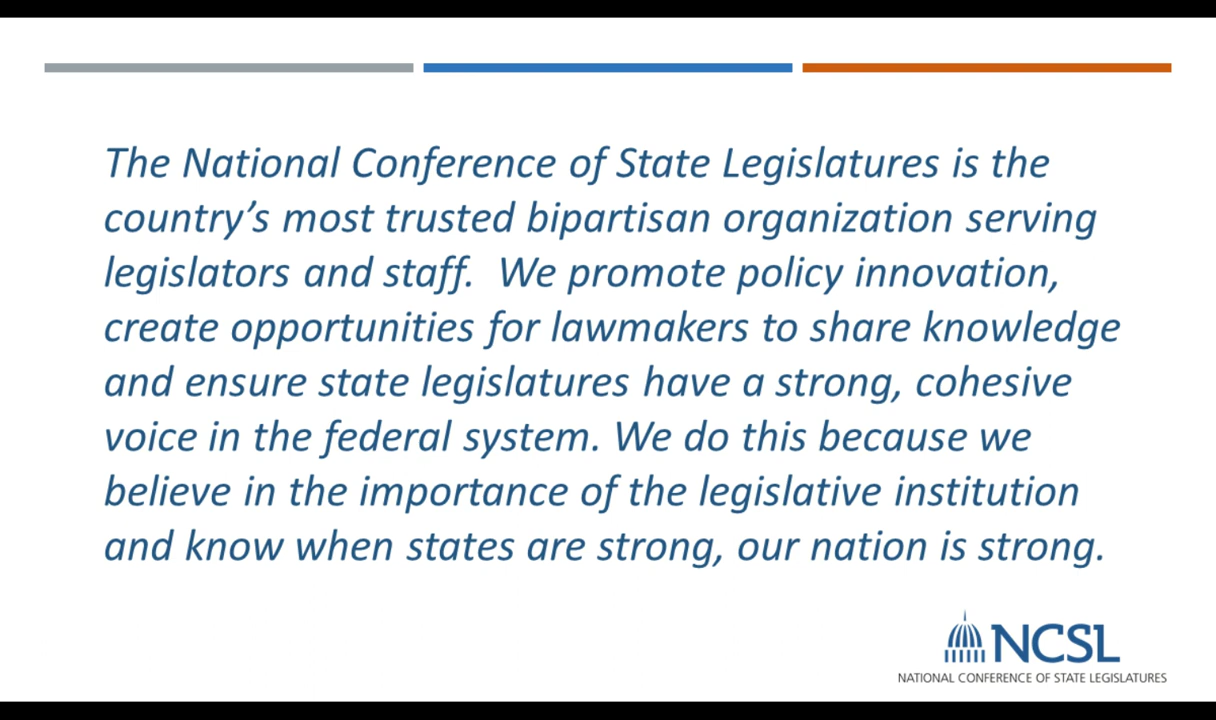 The National Conference of State Legislatures is the
country’s most trusted bipartisan organization serving
legislators and staff.  We promote policy innovation,
create opportunities for lawmakers to share knowledge
and ensure state legislatures have a strong, cohesive
voice in the federal system. We do this because we
believe in the importance of the legislative institution
and know when states are strong, our nation is strong.
NCSL
NATIONAL CONFERENCE OF STATE LEGISLATURES